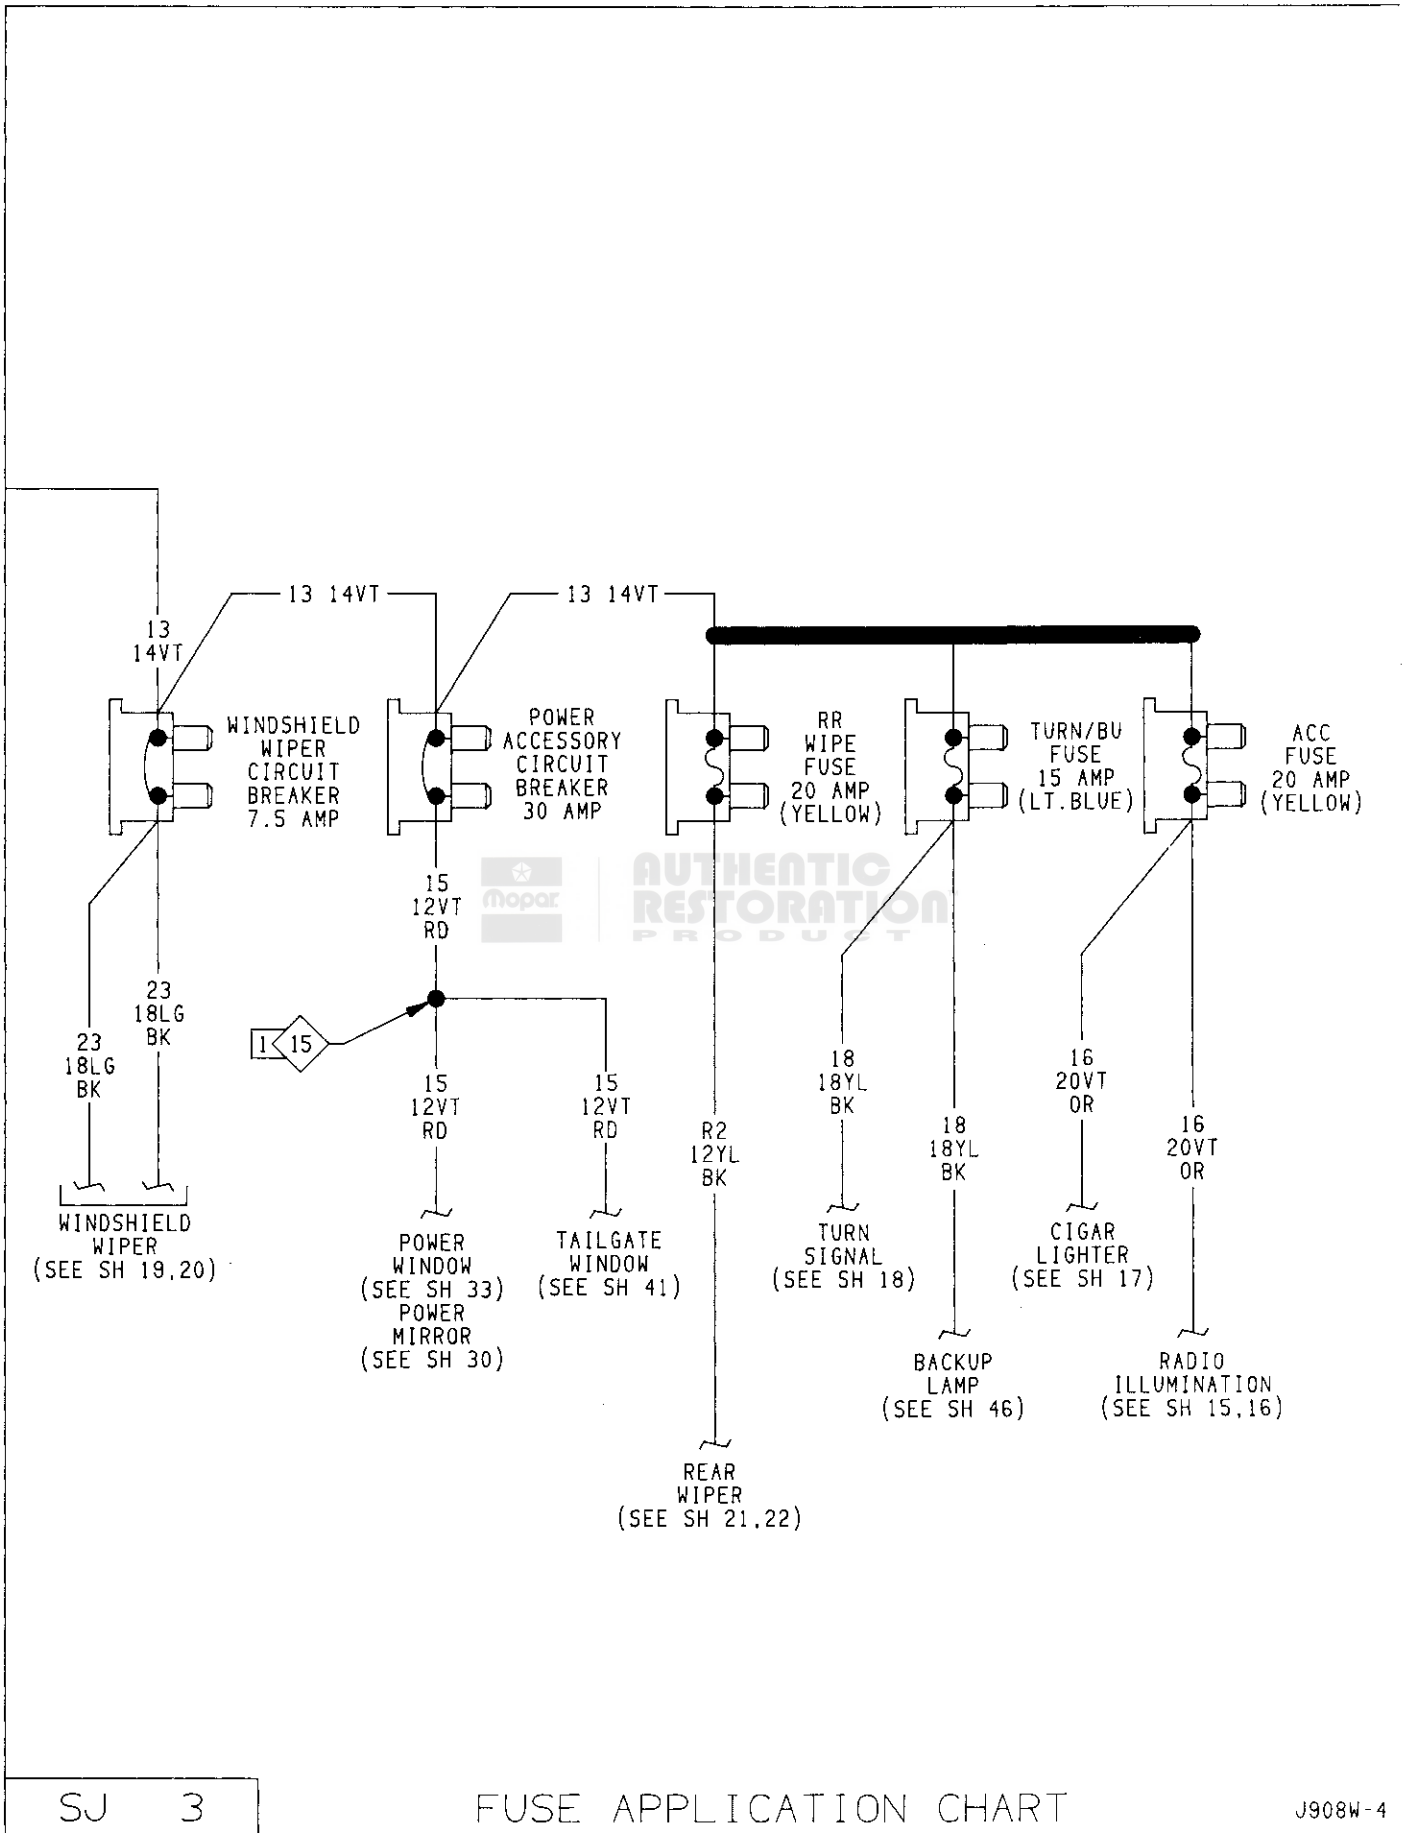 13 14VT
13 14VT
13
14VT
WINDSHIELD
WIPER
CIRCUIT
BREAKER
7.5 AMP
POWER
ACCESSORY
CIRCUIT
BREAKER
30 AMP
RR
WIPE
FUSE
20 AMP
(YELLOW)
TURN/BU
FUSE
15 AMP
(LT.BLUE)
ACC
FUSE
20 AMP
(YELLOW)
Mopar
AUTHENTIC
RESTORATION
PRODUCT
15
12VT
RD
23
18LG
BK
23
18LG
BK
1 15
15
12VT
RD
15
12VT
RD
R2
12YL
BK
18
18YL
BK
18
18YL
BK
16
20VT
OR
16
20VT
OR
WINDSHIELD
WIPER
(SEE SH 19,20)
POWER
WINDOW
(SEE SH 33)
POWER
MIRROR
(SEE SH 30)
TAILGATE
WINDOW
(SEE SH 41)
TURN
SIGNAL
(SEE SH 18)
CIGAR
LIGHTER
(SEE SH 17)
BACKUP
LAMP
(SEE SH 46)
RADIO
ILLUMINATION
(SEE SH 15,16)
REAR
WIPER
(SEE SH 21,22)
SJ 3
FUSE APPLICATION CHART
J908W-4